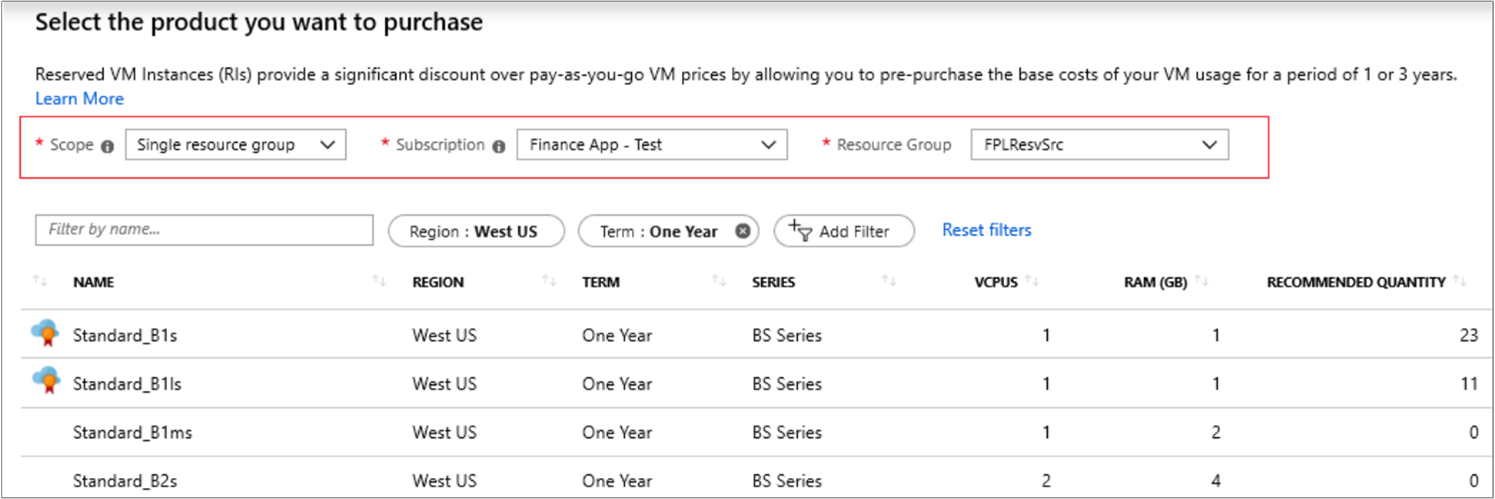 Select the product you want to purchase
Reserved VM Instances (RIs) provide a significant discount over pay-as-you-go VM prices by allowing you to pre-purchase the base costs of your VM usage for a period of 1 or 3 years.
Learn More
* Scope Single resource group * Subscription Finance App - Test * Resource Group FPLResvSrc
Filter by name... Region : West US Term : One Year Add Filter Reset filters
NAME REGION TERM SERIES VCPUS RAM (GB) RECOMMENDED QUANTITY
Standard_B1s West US One Year BS Series 1 1 23
Standard_B1ls West US One Year BS Series 1 1 11
Standard_B1ms West US One Year BS Series 1 2 0
Standard_B2s West US One Year BS Series 2 4 0